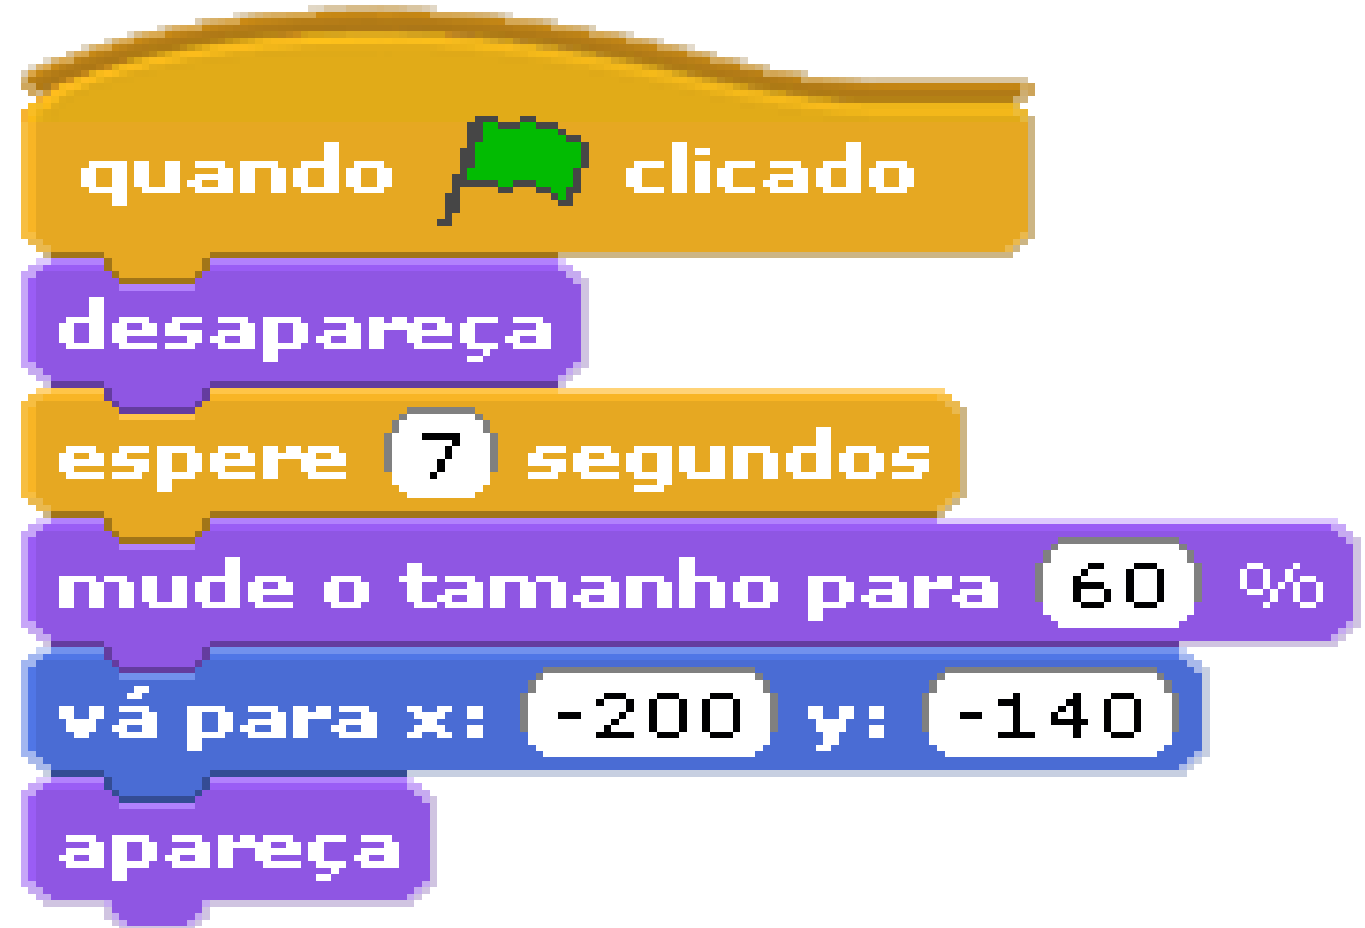 quando clicado
desapareça
espere 7 segundos
mude o tamanho para 60 %
vá para x: -200 y: -140
apareça